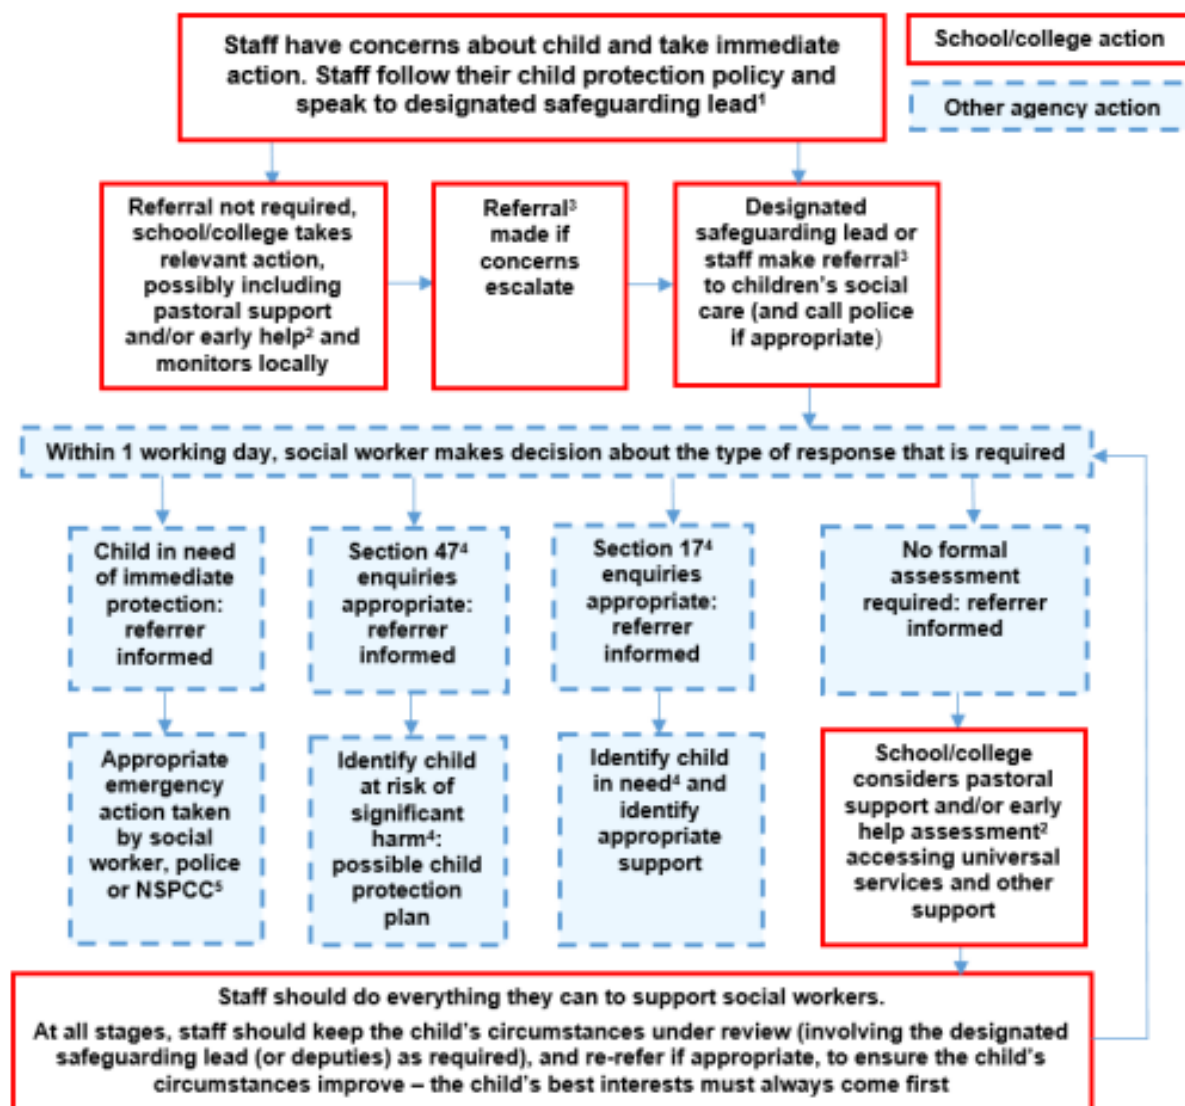 Staff have concerns about child and take immediate
action. Staff follow their child protection policy and
speak to designated safeguarding lead¹
School/college action
Other agency action
Referral not required,
school/college takes
relevant action,
possibly including
pastoral support
and/or early help² and
monitors locally
Referral³
made if
concerns
escalate
Designated
safeguarding lead or
staff make referral³
to children's social
care (and call police
if appropriate)
Within 1 working day, social worker makes decision about the type of response that is required
Child in need
of immediate
protection:
referrer
informed
Section 47⁴
enquiries
appropriate:
referrer
informed
Section 17⁴
enquiries
appropriate:
referrer
informed
No formal
assessment
required: referrer
informed
Appropriate
emergency
action taken
by social
worker, police
or NSPCC⁵
Identify child
at risk of
significant
harm⁴:
possible child
protection
plan
Identify child
in need⁴ and
identify
appropriate
support
School/college
considers pastoral
support and/or early
help assessment²
accessing universal
services and other
support
Staff should do everything they can to support social workers.
At all stages, staff should keep the child's circumstances under review (involving the designated
safeguarding lead (or deputies) as required), and re-refer if appropriate, to ensure the child's
circumstances improve – the child's best interests must always come first